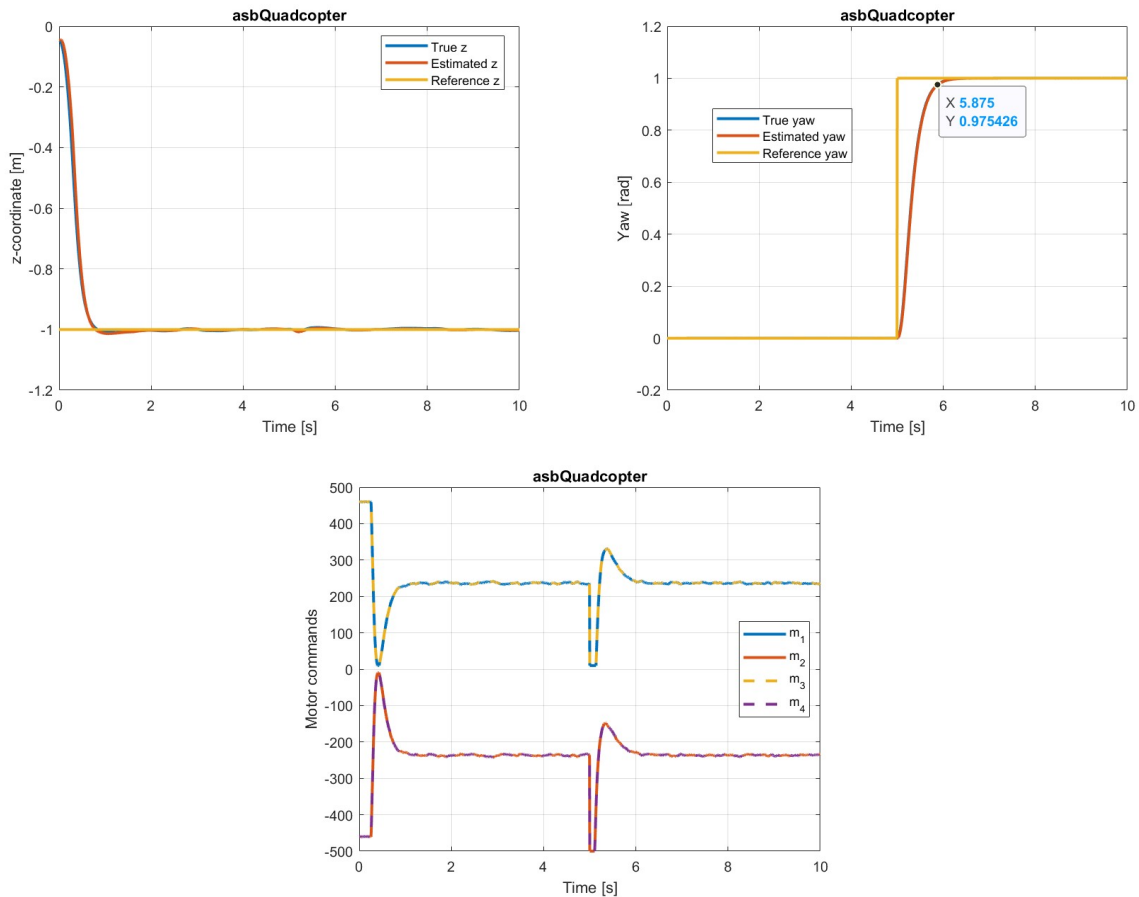 asbQuadcopter
0
-0.2
-0.4
-0.6
-0.8
-1
-1.2
z-coordinate [m]
True z
Estimated z
Reference z
0 2 4 6 8 10
Time [s]
asbQuadcopter
1.2
1
0.8
0.6
0.4
0.2
0
-0.2
Yaw [rad]
X 5.875
Y 0.975426
True yaw
Estimated yaw
Reference yaw
0 2 4 6 8 10
Time [s]
asbQuadcopter
500
400
300
200
100
0
-100
-200
-300
-400
-500
Motor commands
m1
m2
m3
m4
0 2 4 6 8 10
Time [s]